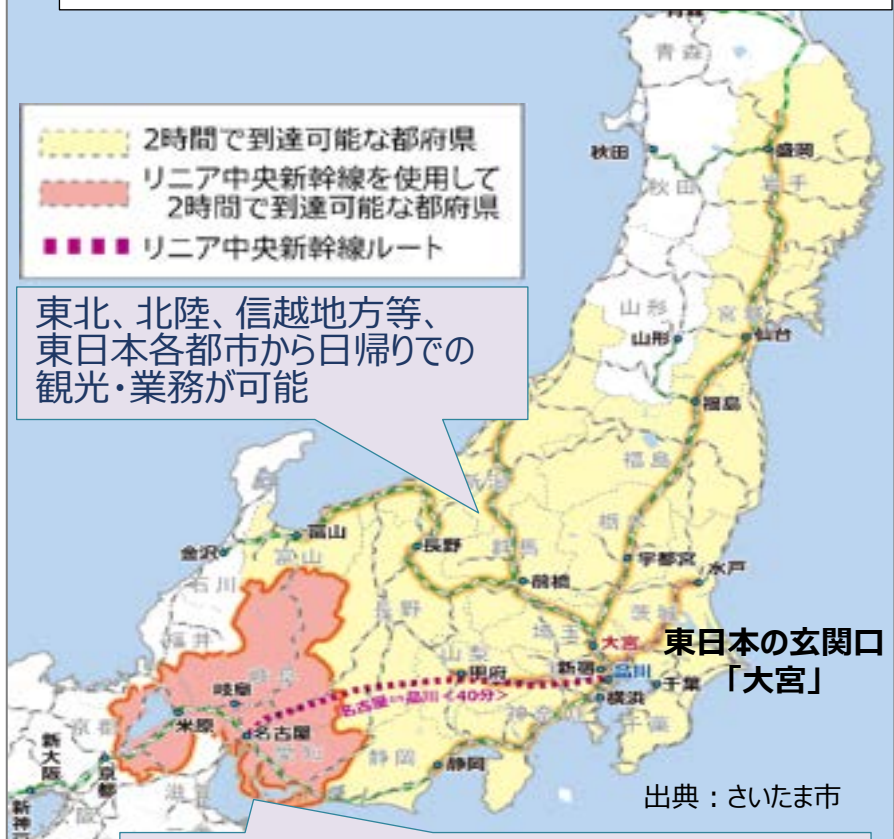 青森
2時間で到達可能な都府県
リニア中央新幹線を使用して
2時間で到達可能な都府県
リニア中央新幹線ルート
秋田
盛岡
秋田
岩手
東北、北陸、信越地方等、
東日本各都市から日帰りでの
観光・業務が可能
山形
宮城
山形
仙台
福島
福島
新潟
栃木
富山
長野
群馬
宇都宮
水戸
金沢
富山
前橋
石川
長野
茨城
埼玉
大宮
東日本の玄関口
「大宮」
福井
山梨
新宿
品川
岐阜
岐阜
甲府
千葉
名古屋⇔品川<40分>
横浜
京都
米原
名古屋
神奈川
千葉
愛知
新大阪
京都
静岡
静岡
滋賀
出典：さいたま市
新神戸